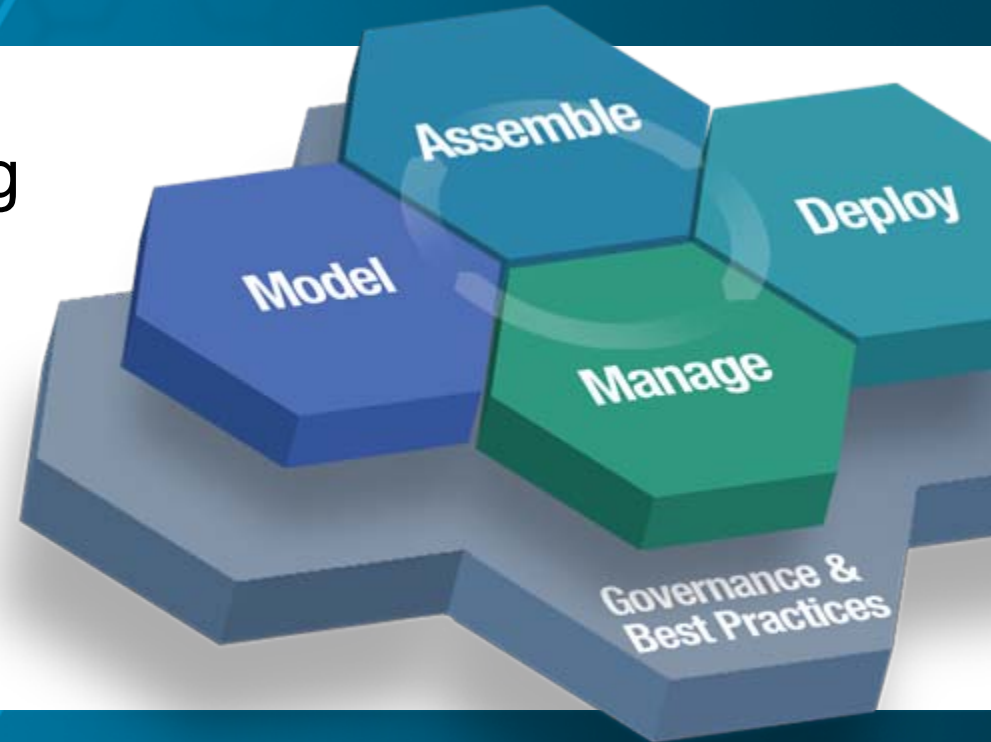 g
Assemble
Deploy
Model
Manage
Governance &
Best Practices